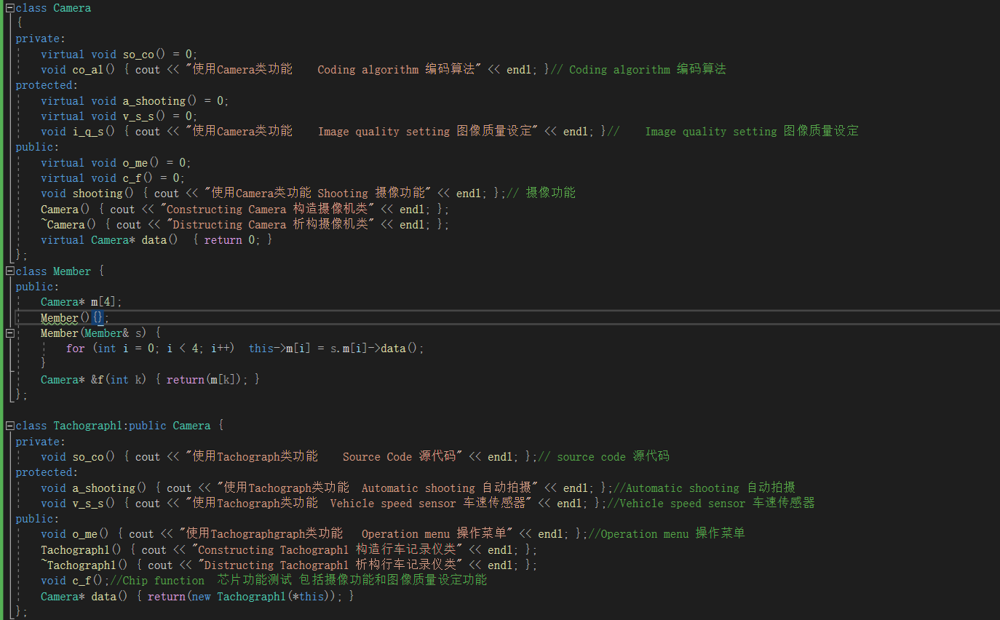 class Camera
{
private:
    virtual void so_co() = 0;
    void co_al() { cout << "使用Camera类功能    Coding algorithm 编码算法" << endl; }// Coding algorithm 编码算法
protected:
    virtual void a_shooting() = 0;
    virtual void v_s_s() = 0;
    void i_q_s() { cout << "使用Camera类功能    Image quality setting 图像质量设定" << endl; }//    Image quality setting 图像质量设定
public:
    virtual void o_me() = 0;
    virtual void c_f() = 0;
    void shooting() { cout << "使用Camera类功能 Shooting 摄像功能" << endl; };// 摄像功能
    Camera() { cout << "Constructing Camera 构造摄像机类" << endl; };
    ~Camera() { cout << "Distructing Camera 析构摄像机类" << endl; };
    virtual Camera* data()  { return 0; }
};
class Member {
public:
    Camera* m[4];
    Member(){};
    Member(Member& s) {
        for (int i = 0; i < 4; i++)  this->m[i] = s.m[i]->data();
    }
    Camera* &f(int k) { return(m[k]); }
};
class Tachograph1:public Camera {
private:
    void so_co() { cout << "使用Tachograph类功能    Source Code 源代码" << endl; };// source code 源代码
protected:
    void a_shooting() { cout << "使用Tachograph类功能  Automatic shooting 自动拍摄" << endl; };//Automatic shooting 自动拍摄
    void v_s_s() { cout << "使用Tachograph类功能  Vehicle speed sensor 车速传感器" << endl; };//Vehicle speed sensor 车速传感器
public:
    void o_me() { cout << "使用Tachographgraph类功能   Operation menu 操作菜单" << endl; };//Operation menu 操作菜单
    Tachograph1() { cout << "Constructing Tachograph1 构造行车记录仪类" << endl; };
    ~Tachograph1() { cout << "Distructing Tachograph1 析构行车记录仪类" << endl; };
    void c_f();//Chip function  芯片功能测试 包括摄像功能和图像质量设定功能
    Camera* data() { return(new Tachograph1(*this)); }
};